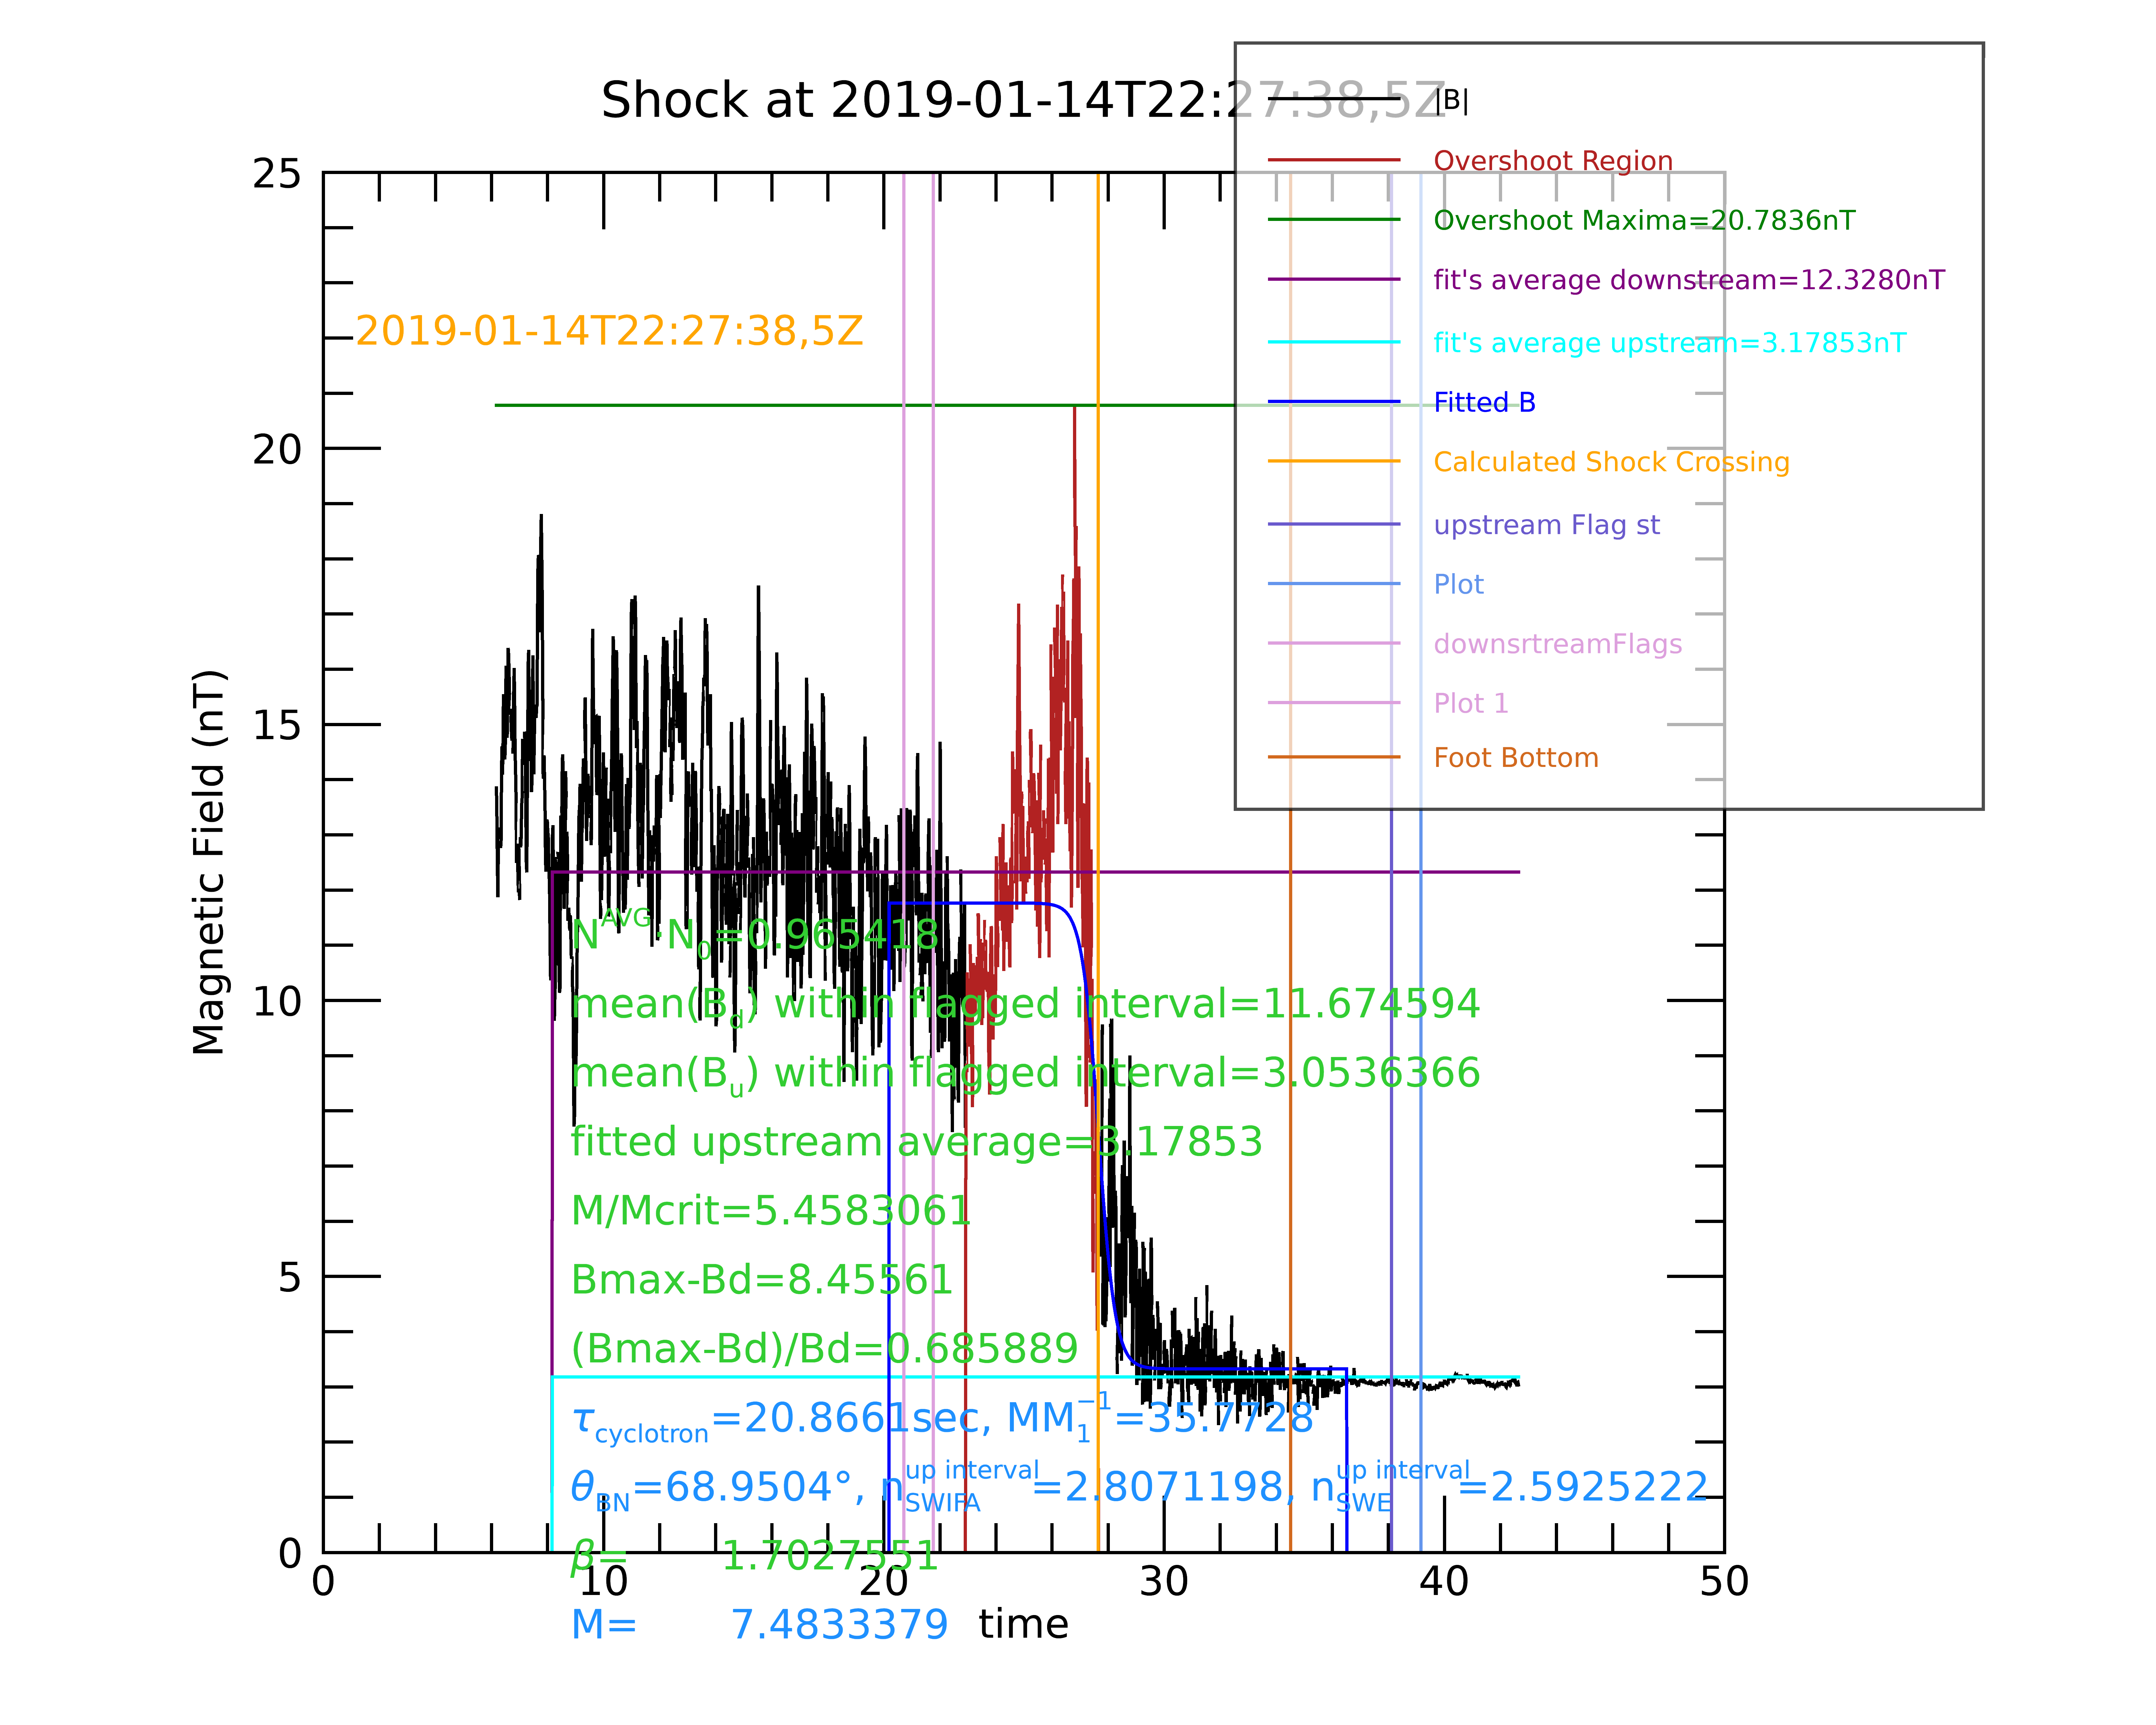 Shock at 2019-01-14T22:27:38,5Z
|B|
Overshoot Region
Overshoot Maxima=20.7836nT
fit's average downstream=12.3280nT
fit's average upstream=3.17853nT
Fitted B
Calculated Shock Crossing
upstream Flag st
Plot
downsrtreamFlags
Plot 1
Foot Bottom
2019-01-14T22:27:38,5Z
25
20
15
10
5
0
Magnetic Field (nT)
N^AVG·N_0=0.965418
mean(B_d) within flagged interval=11.674594
mean(B_u) within flagged interval=3.0536366
fitted upstream average=3.17853
M/Mcrit=5.4583061
Bmax-Bd=8.45561
(Bmax-Bd)/Bd=0.685889
τ_cyclotron=20.8661sec, MM_1^−1=35.7728
θ_BN=68.9504°, n_SWIFA^up interval=2.8071198, n_SWE^up interval=2.5925222
β= 1.7027551
0 10 20 30 40 50
M= 7.4833379
time